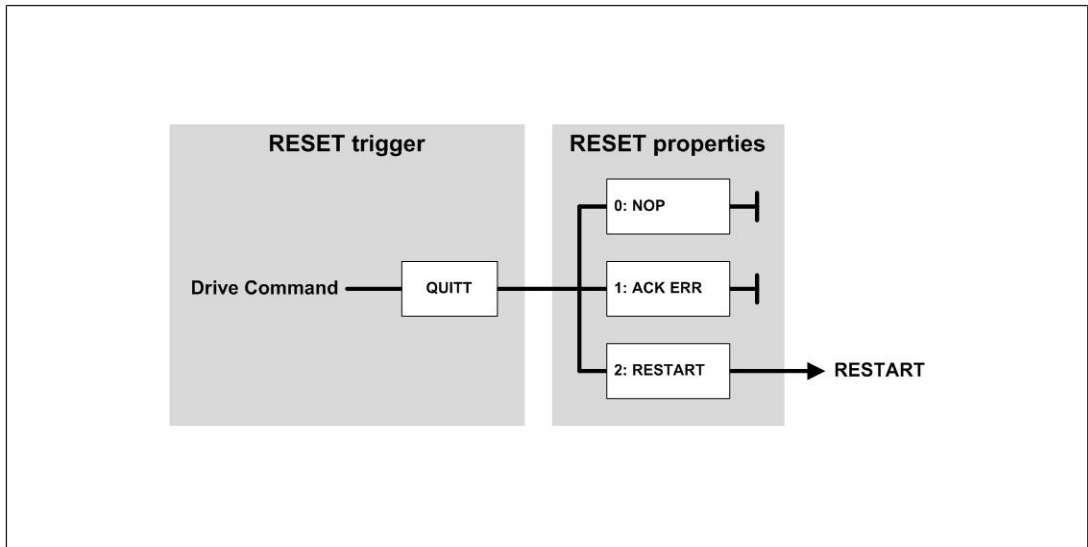 RESET trigger
RESET properties
0: NOP
Drive Command
QUITT
1: ACK ERR
2: RESTART
RESTART